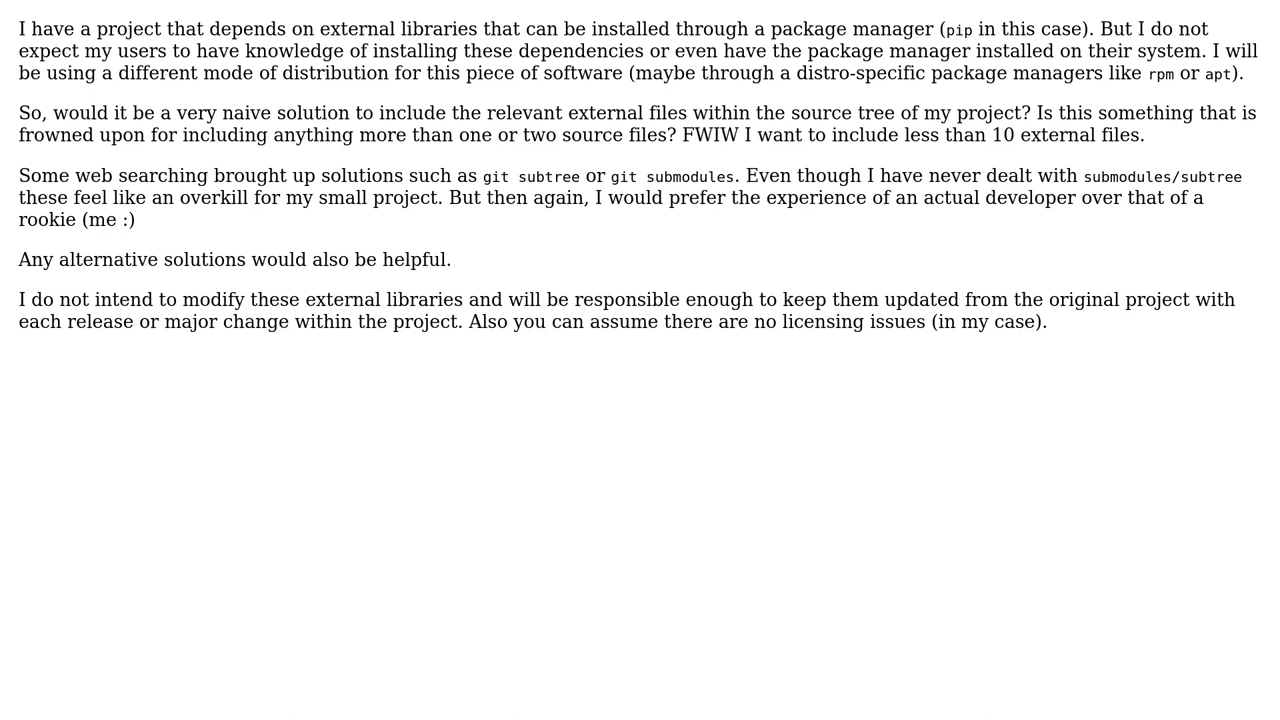 I have a project that depends on external libraries that can be installed through a package manager (pip in this case). But I do not
expect my users to have knowledge of installing these dependencies or even have the package manager installed on their system. I will
be using a different mode of distribution for this piece of software (maybe through a distro-specific package managers like rpm or apt).
So, would it be a very naive solution to include the relevant external files within the source tree of my project? Is this something that is
frowned upon for including anything more than one or two source files? FWIW I want to include less than 10 external files.
Some web searching brought up solutions such as git subtree or git submodules. Even though I have never dealt with submodules/subtree
these feel like an overkill for my small project. But then again, I would prefer the experience of an actual developer over that of a
rookie (me :)
Any alternative solutions would also be helpful.
I do not intend to modify these external libraries and will be responsible enough to keep them updated from the original project with
each release or major change within the project. Also you can assume there are no licensing issues (in my case).